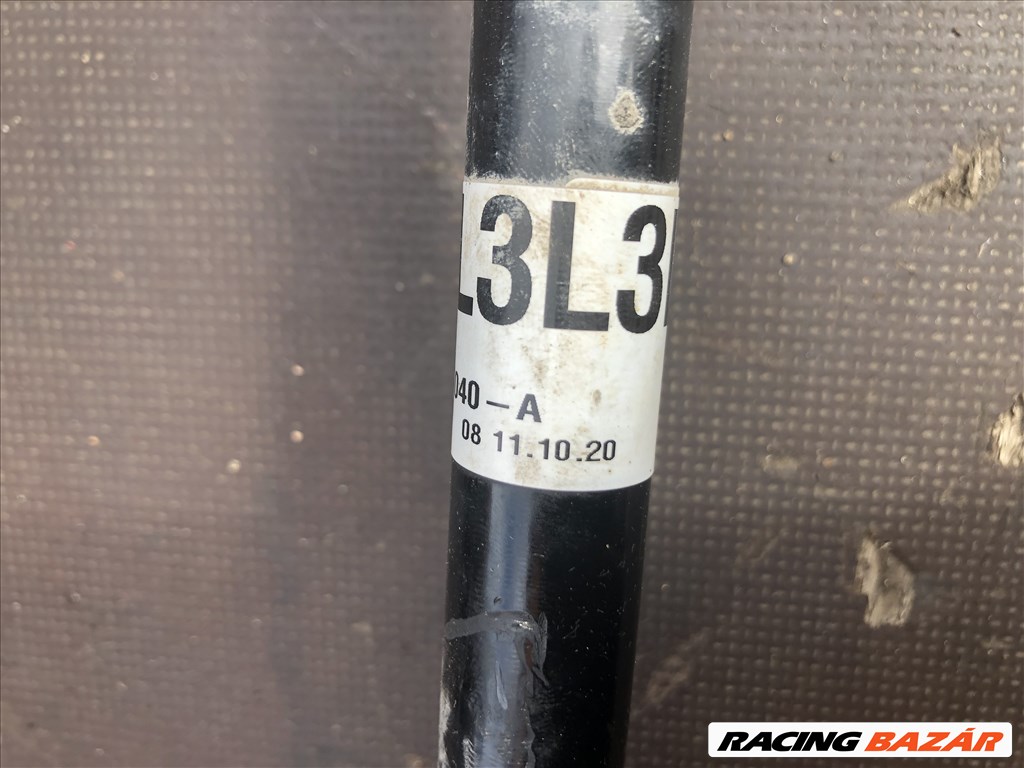 L3L3
040-A
08 11.10.20
RACING BAZÁR